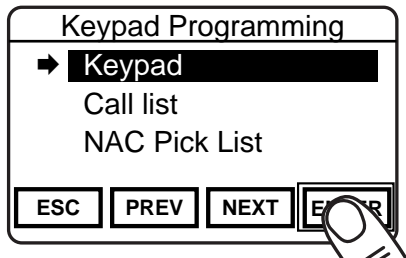 Keypad Programming
Keypad
Call list
NAC Pick List
ESC PREV NEXT